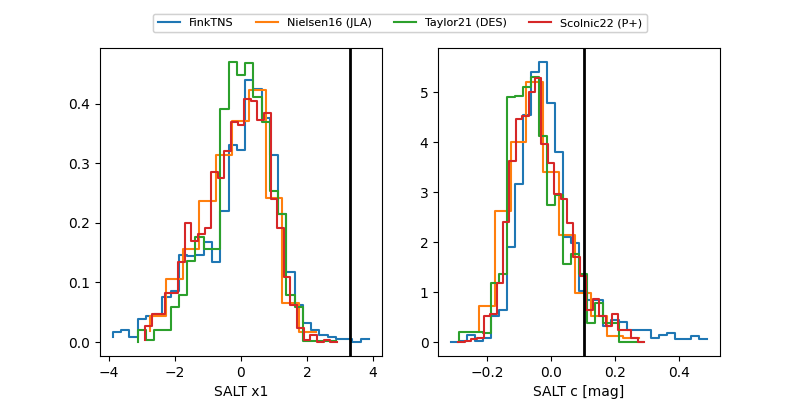 FinkTNS Nielsen16 (JLA) Taylor21 (DES) Scolnic22 (P+)
0.4
0.3
0.2
0.1
0.0
−4 −2 0 2 4
SALT x1
5
4
3
2
1
0
−0.2 0.0 0.2 0.4
SALT c [mag]